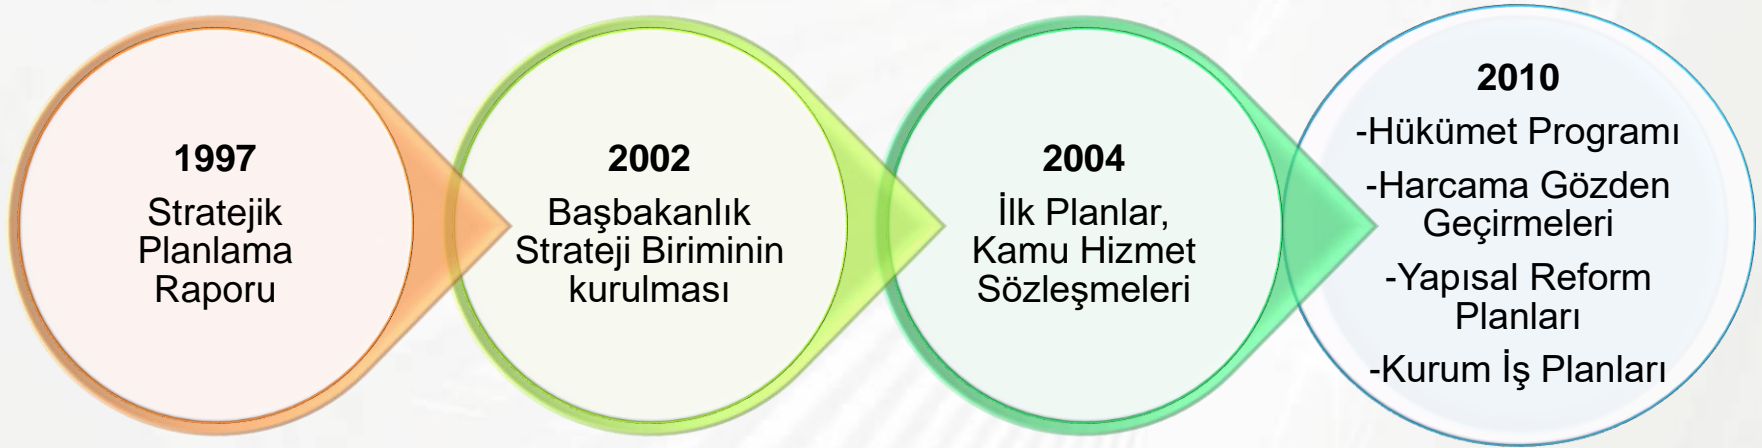 1997
Stratejik
Planlama
Raporu
2002
Başbakanlık
Strateji Biriminin
kurulması
2004
İlk Planlar,
Kamu Hizmet
Sözleşmeleri
2010
-Hükümet Programı
-Harcama Gözden
Geçirmeleri
-Yapısal Reform
Planları
-Kurum İş Planları